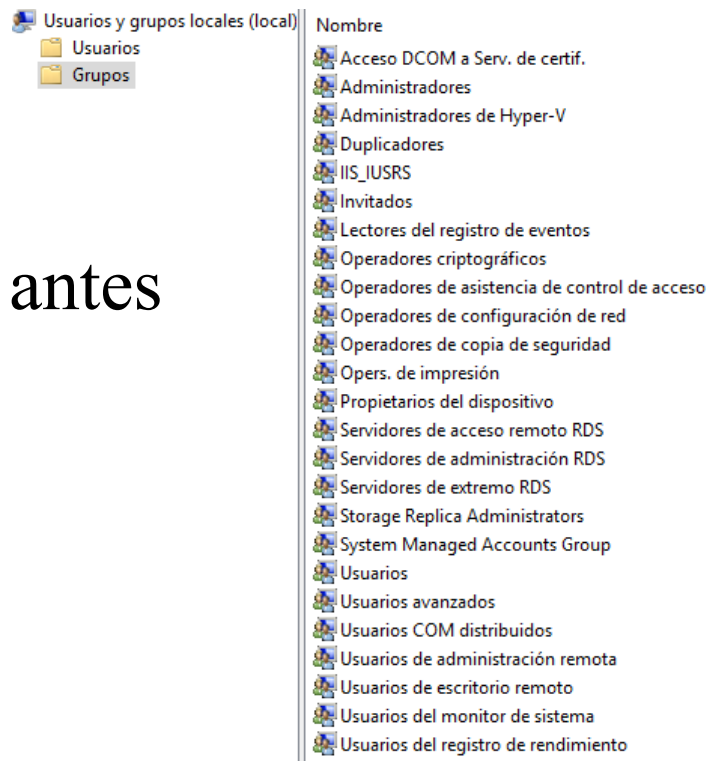 Usuarios y grupos locales (local)
Usuarios
Grupos
antes
Nombre
Acceso DCOM a Serv. de certif.
Administradores
Administradores de Hyper-V
Duplicadores
IIS_IUSRS
Invitados
Lectores del registro de eventos
Operadores criptográficos
Operadores de asistencia de control de acceso
Operadores de configuración de red
Operadores de copia de seguridad
Opers. de impresión
Propietarios del dispositivo
Servidores de acceso remoto RDS
Servidores de administración RDS
Servidores de extremo RDS
Storage Replica Administrators
System Managed Accounts Group
Usuarios
Usuarios avanzados
Usuarios COM distribuidos
Usuarios de administración remota
Usuarios de escritorio remoto
Usuarios del monitor de sistema
Usuarios del registro de rendimiento